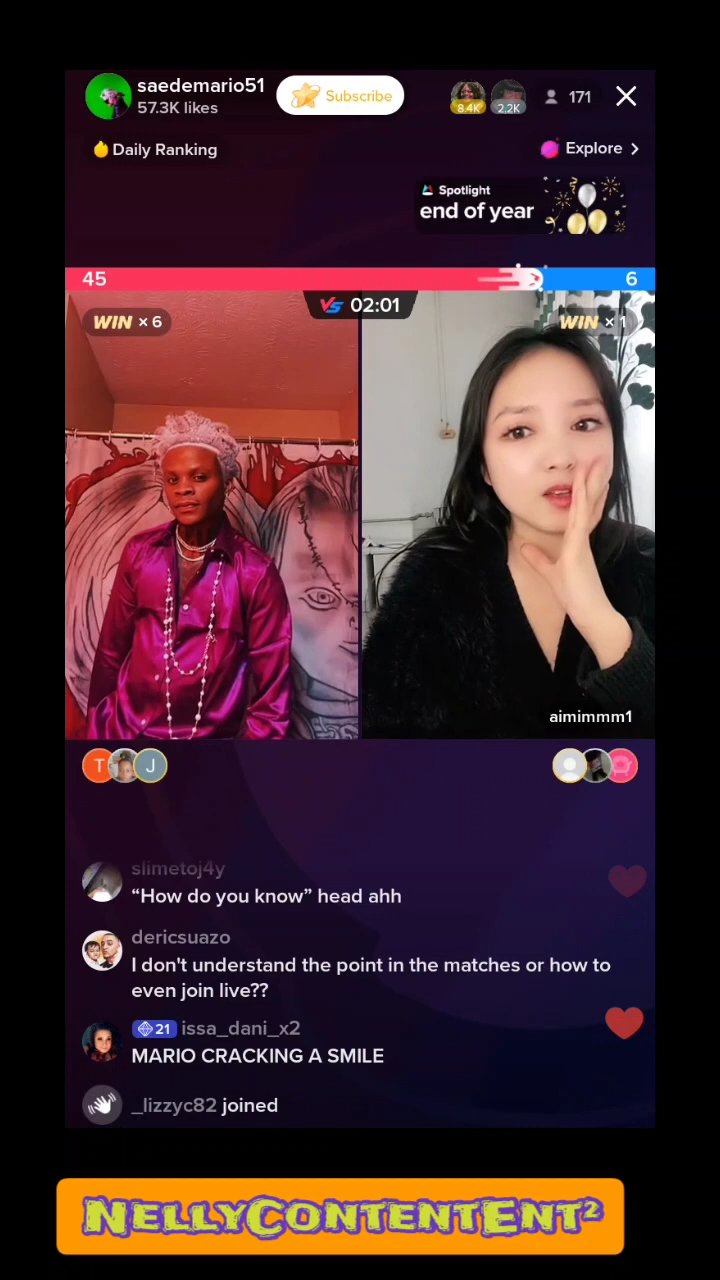 saedemario51
57.3K likes
Subscribe
8.4K
2.2K
171
Daily Ranking
Explore
Spotlight
end of year
45
6
VS 02:01
WIN × 6
WIN × 1
aimimmm1
T
J
slimetoj4y
“How do you know” head ahh
dericsuazo
I don't understand the point in the matches or how to
even join live??
21 issa_dani_x2
MARIO CRACKING A SMILE
_lizzyc82 joined
NELLYCONTENTENT²